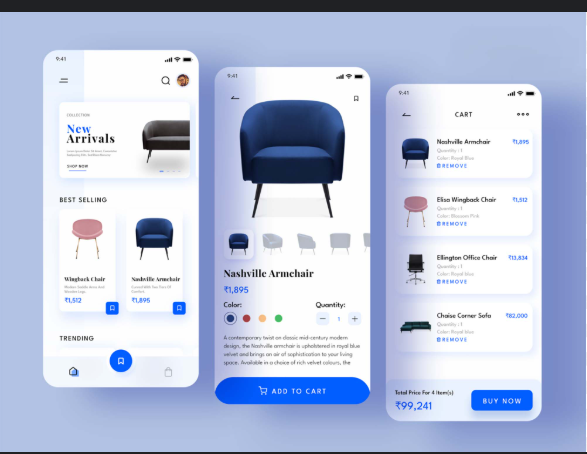 9:41
COLLECTION
New
Arrivals
SHOP NOW
BEST SELLING
Wingback Chair
₹1,512
Nashville Armchair
₹1,895
TRENDING
9:41
Nashville Armchair
₹1,895
Color:
Quantity:
1
A contemporary twist on classic mid-century modern
design, the Nashville armchair is upholstered in royal blue
velvet and brings an air of sophistication to your living
space. Available in a choice of rich velvet colours, the
ADD TO CART
9:41
CART
Nashville Armchair
₹1,895
Quantity : 1
Color: Royal Blue
REMOVE
Elisa Wingback Chair
₹1,512
Quantity : 1
Color: Blossom Pink
REMOVE
Ellington Office Chair
₹13,834
Quantity : 1
Color: Royal blue
REMOVE
Chaise Corner Sofa
₹82,000
Quantity : 1
Color: Royal blue
REMOVE
Total Price For 4 Item(s)
₹99,241
BUY NOW